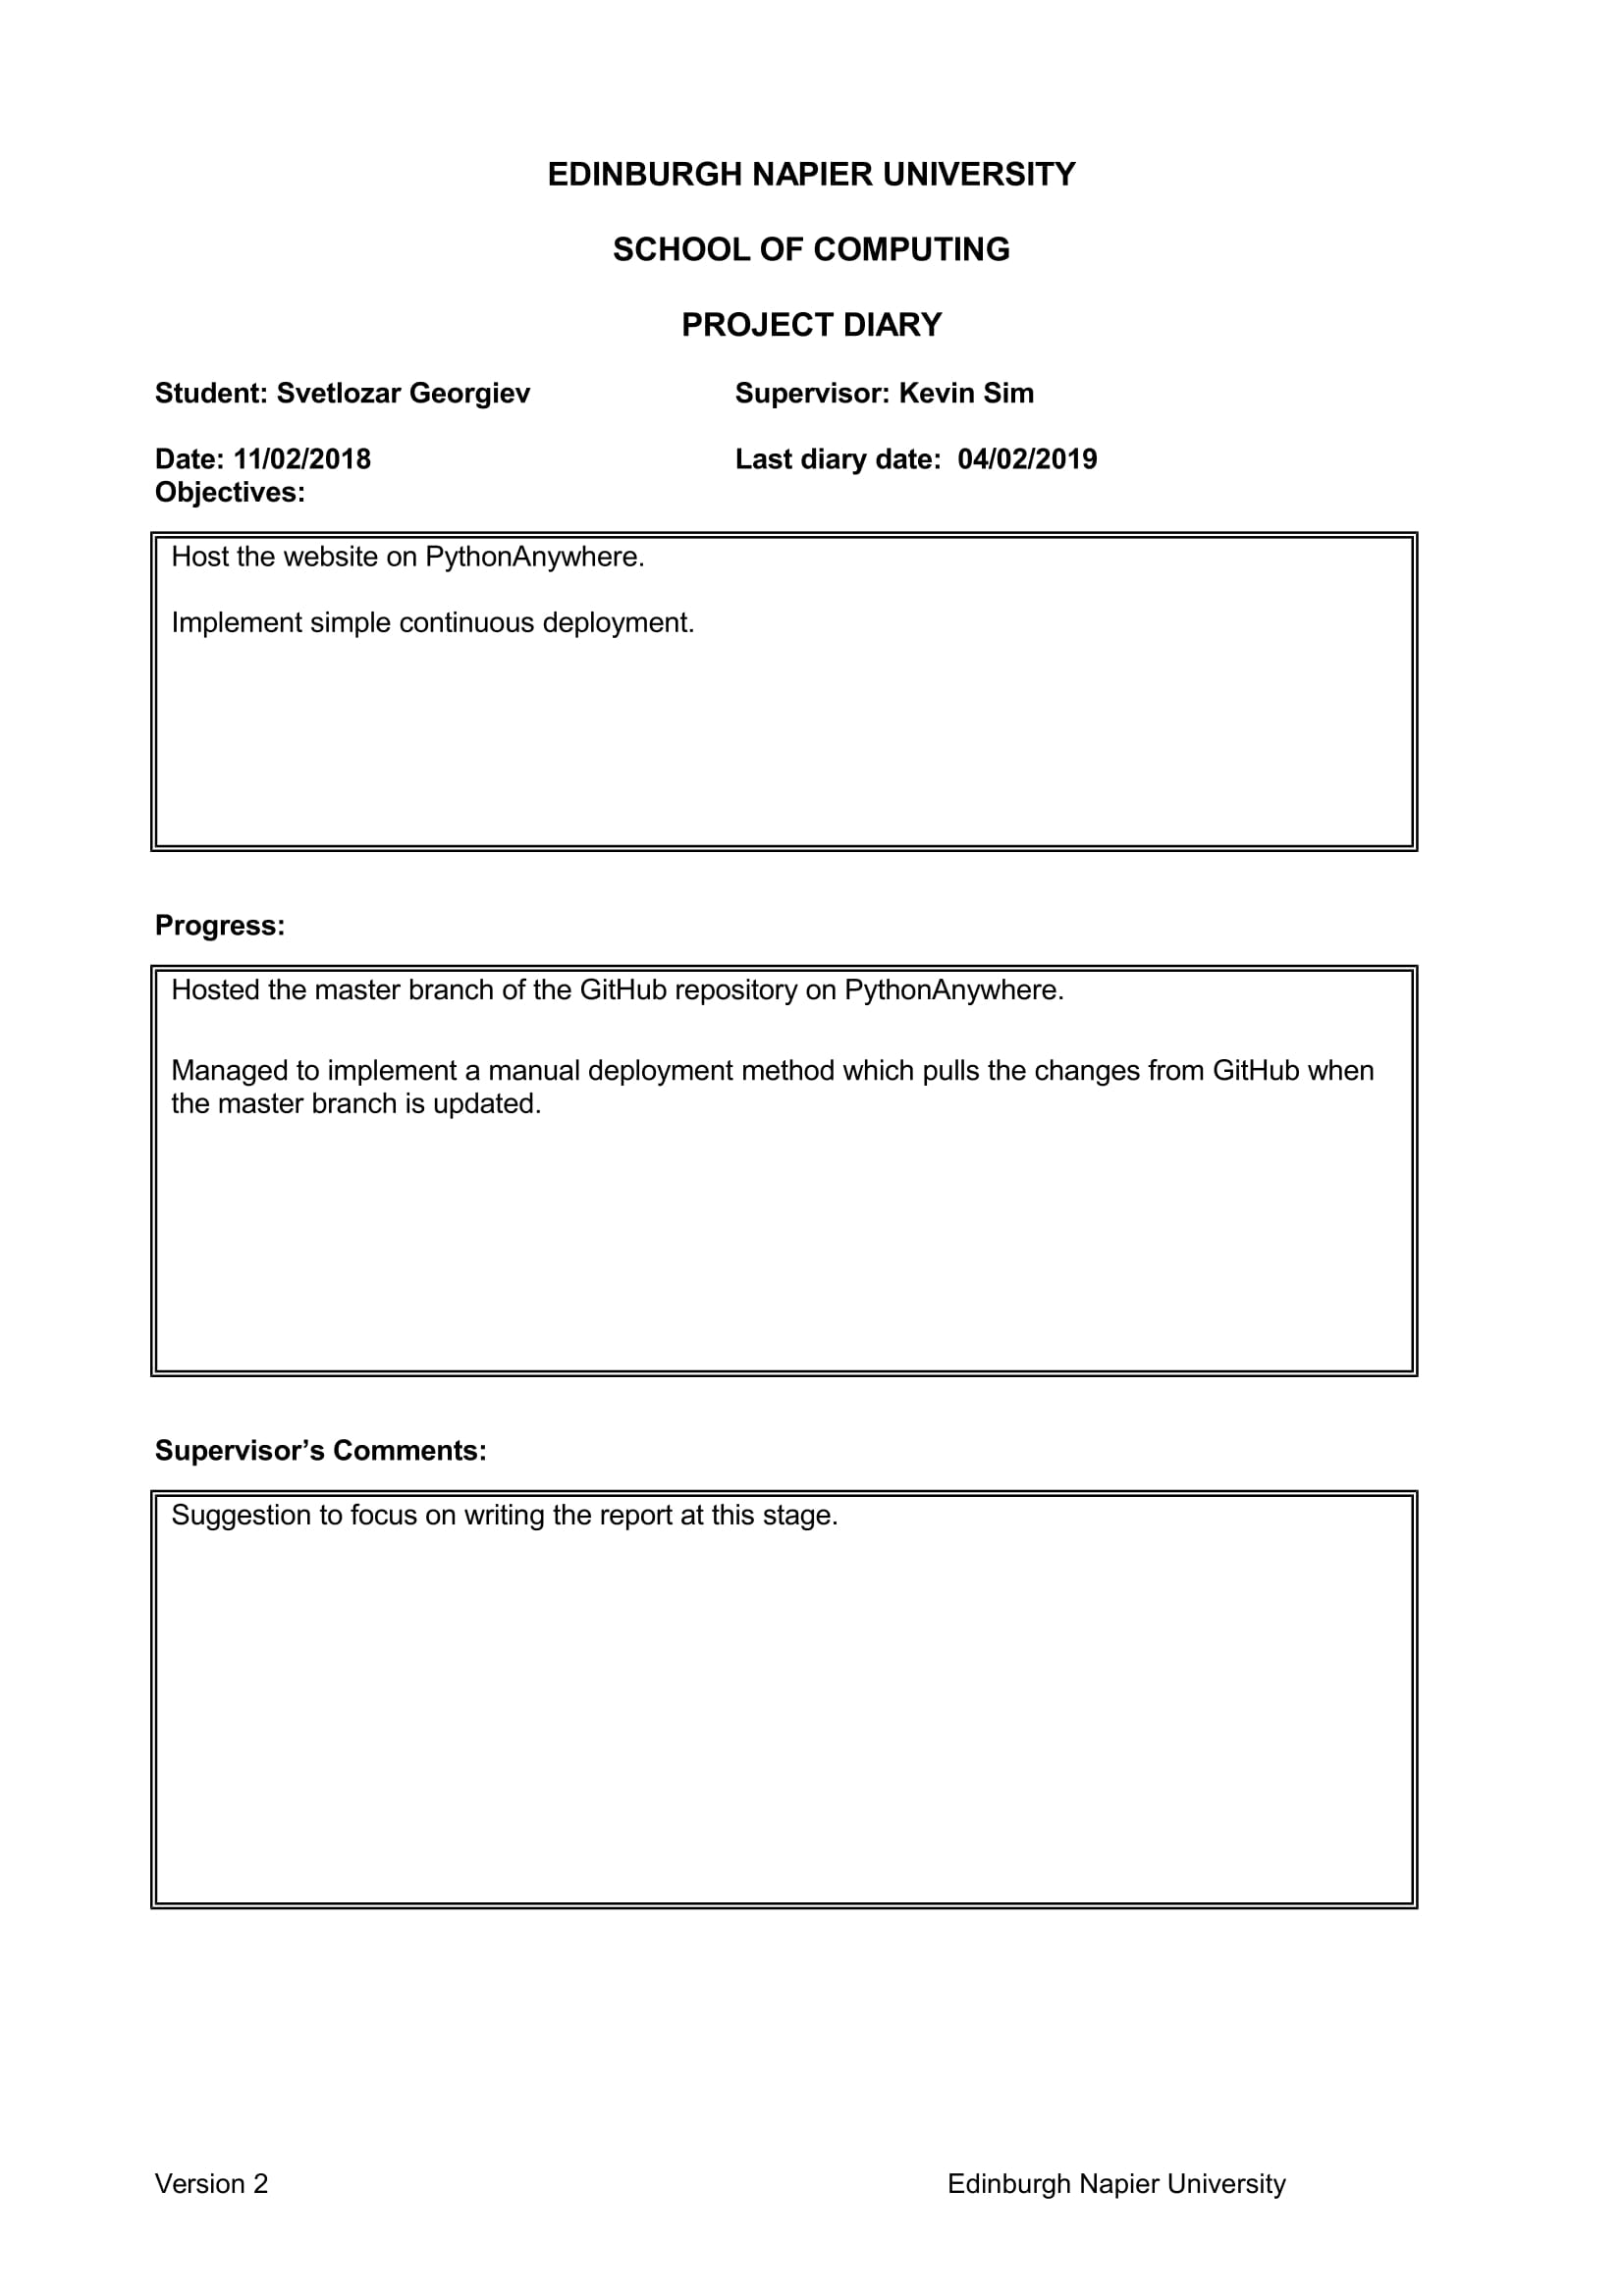 EDINBURGH NAPIER UNIVERSITY
SCHOOL OF COMPUTING
PROJECT DIARY
Student: Svetlozar Georgiev Supervisor: Kevin Sim
Date: 11/02/2018 Last diary date: 04/02/2019
Objectives:
Host the website on PythonAnywhere.
Implement simple continuous deployment.
Progress:
Hosted the master branch of the GitHub repository on PythonAnywhere.
Managed to implement a manual deployment method which pulls the changes from GitHub when
the master branch is updated.
Supervisor’s Comments:
Suggestion to focus on writing the report at this stage.
Version 2 Edinburgh Napier University